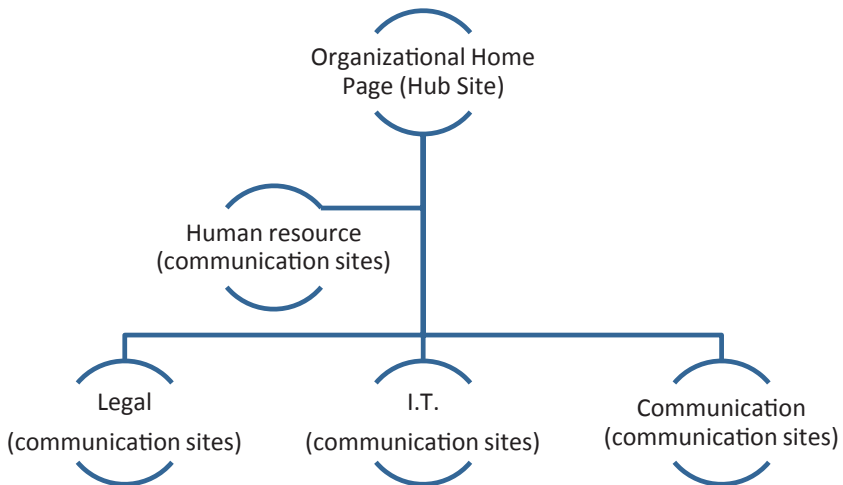 Organizational Home
Page (Hub Site)
Human resource
(communication sites)
Legal
(communication sites)
I.T.
(communication sites)
Communication
(communication sites)